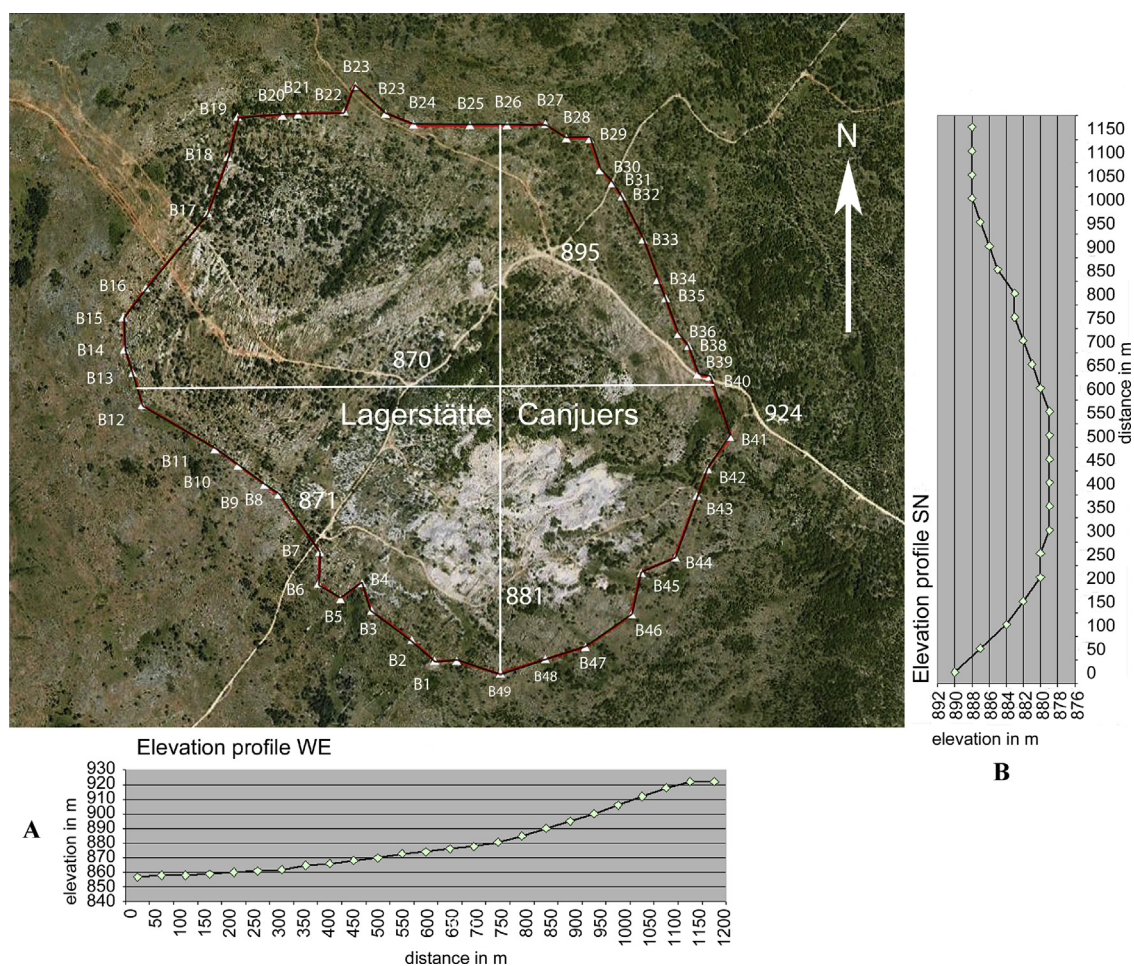 B23
B19 B20 B21 B22 B23 B24 B25 B26 B27 B28 B29
B18
B30
B31
B32
B17
N
B33
895
B34
B16
B35
B15
B36
B14
B38
870
B13
B39
B40
B12
Lagerstätte Canjuers
924
B41
B11
B42
B10
B9 B8
871
B43
B7
B44
B4
B45
B6
881
B5
B3
B46
B2
B47
B1
B48
B49
Elevation profile SN
892 890 888 886 884 882 880 878 876
elevation in m
0 50 100 150 200 250 300 350 400 450 500 550 600 650 700 750 800 850 900 950 1000 1050 1100 1150
distance in m
B
Elevation profile WE
A
elevation in m
930
920
910
900
890
880
870
860
850
840
0 50 100 150 200 250 300 350 400 450 500 550 600 650 700 750 800 850 900 950 1000 1050 1100 1200
distance in m